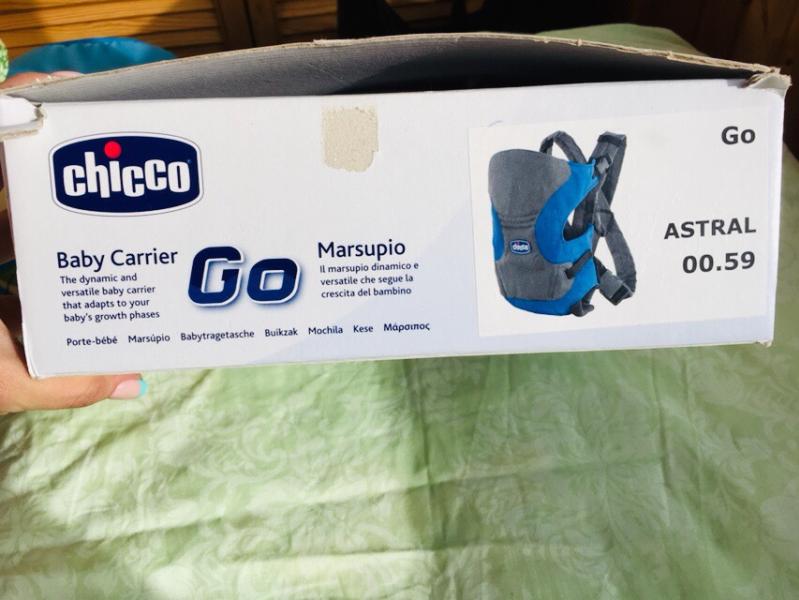 chicco
Baby Carrier
The dynamic and
versatile baby carrier
that adapts to your
baby's growth phases
Go
Marsupio
Il marsupio dinamico e
versatile che segue la
crescita del bambino
Porte-bébé Marsúpio Babytragetasche Buikzak Mochila Kese Μάρσιπος
chicco
Go
ASTRAL
00.59